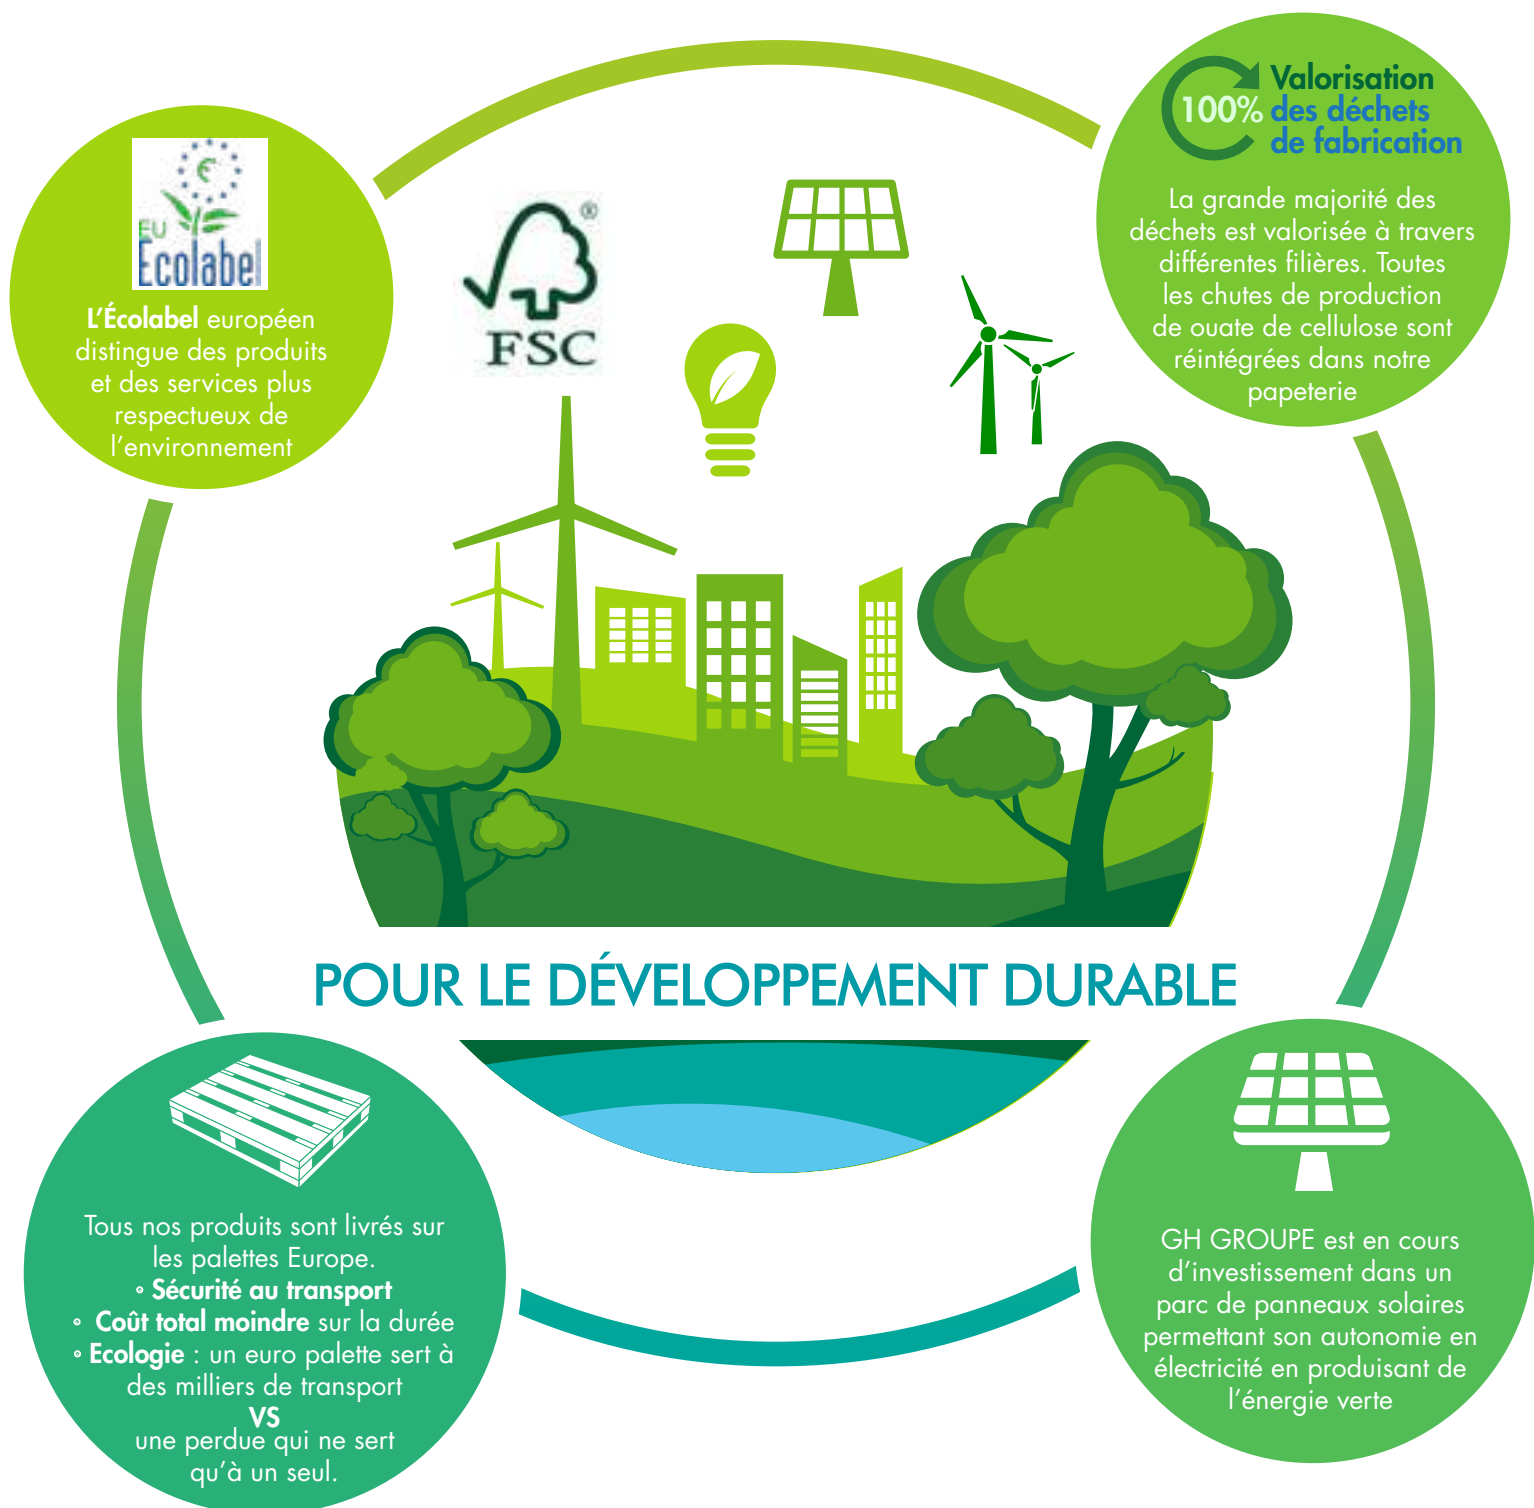 EU
Ecolabel
L'Écolabel européen
distingue des produits
et des services plus
respectueux de
l'environnement
®
FSC
100%
Valorisation
des déchets
de fabrication
La grande majorité des
déchets est valorisée à travers
différentes filières. Toutes
les chutes de production
de ouate de cellulose sont
réintégrées dans notre
papeterie
POUR LE DÉVELOPPEMENT DURABLE
Tous nos produits sont livrés sur
les palettes Europe.
• Sécurité au transport
• Coût total moindre sur la durée
• Ecologie : un euro palette sert à
des milliers de transport
VS
une perdue qui ne sert
qu'à un seul.
GH GROUPE est en cours
d'investissement dans un
parc de panneaux solaires
permettant son autonomie en
électricité en produisant de
l'énergie verte